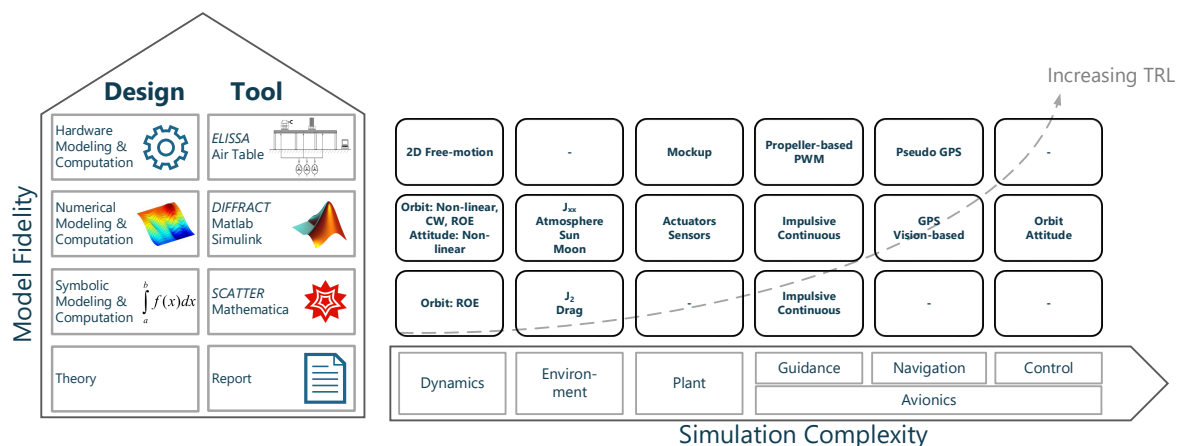 Design
Tool
Increasing TRL
Model Fidelity
Hardware
Modeling &
Computation
ELISSA
Air Table
2D Free-motion
-
Mockup
Propeller-based
PWM
Pseudo GPS
-
Numerical
Modeling &
Computation
DIFFRACT
Matlab
Simulink
Orbit: Non-linear,
CW, ROE
Attitude: Non-
linear
Jxx
Atmosphere
Sun
Moon
Actuators
Sensors
Impulsive
Continuous
GPS
Vision-based
Orbit
Attitude
Symbolic
Modeling &
Computation
b
∫ f(x)dx
a
SCATTER
Mathematica
Orbit: ROE
J2
Drag
-
Impulsive
Continuous
-
-
Theory
Report
Dynamics
Environ-
ment
Plant
Guidance
Navigation
Control
Avionics
Simulation Complexity